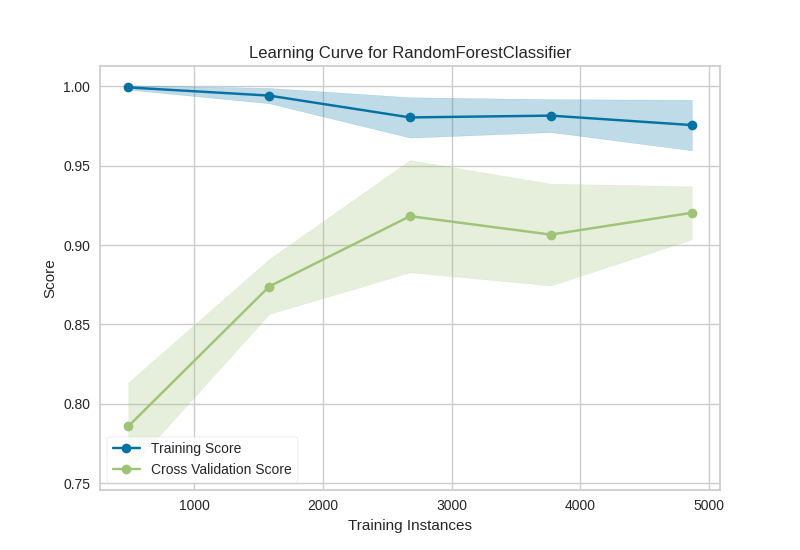 Learning Curve for RandomForestClassifier
1.00
0.95
0.90
0.85
0.80
0.75
Score
Training Score
Cross Validation Score
1000 2000 3000 4000 5000
Training Instances